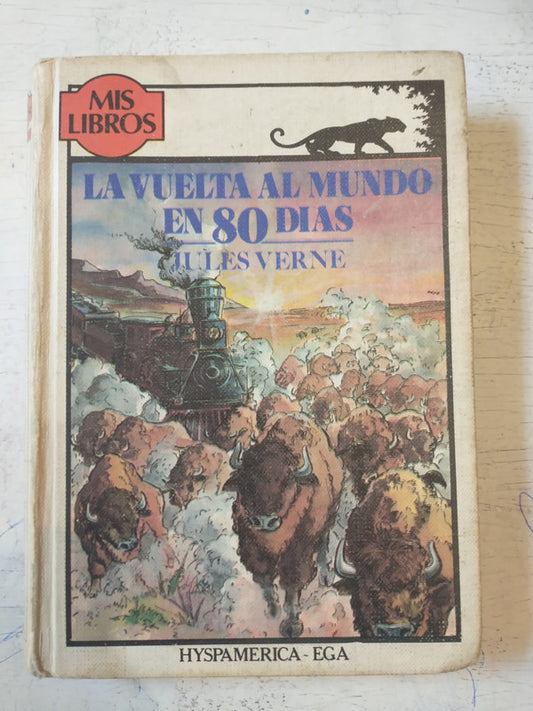 MIS
LIBROS
LA VUELTA AL MUNDO
EN 80 DIAS
JULES VERNE
HYSPAMERICA - EGA